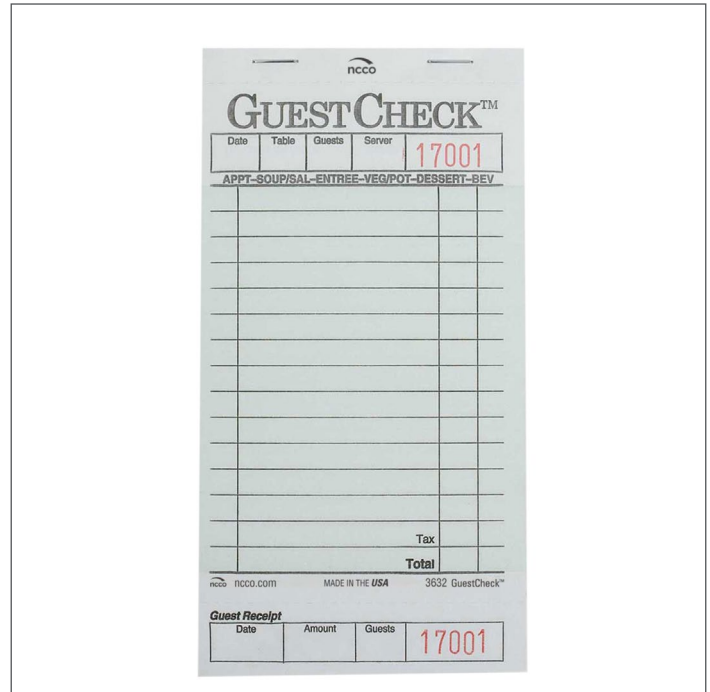 ncco
GUESTCHECK™
Date Table Guests Server 17001
APPT–SOUP/SAL–ENTREE–VEG/POT–DESSERT–BEV
Tax
Total
ncco ncco.com MADE IN THE USA 3632 GuestCheck™
Guest Receipt
Date Amount Guests 17001